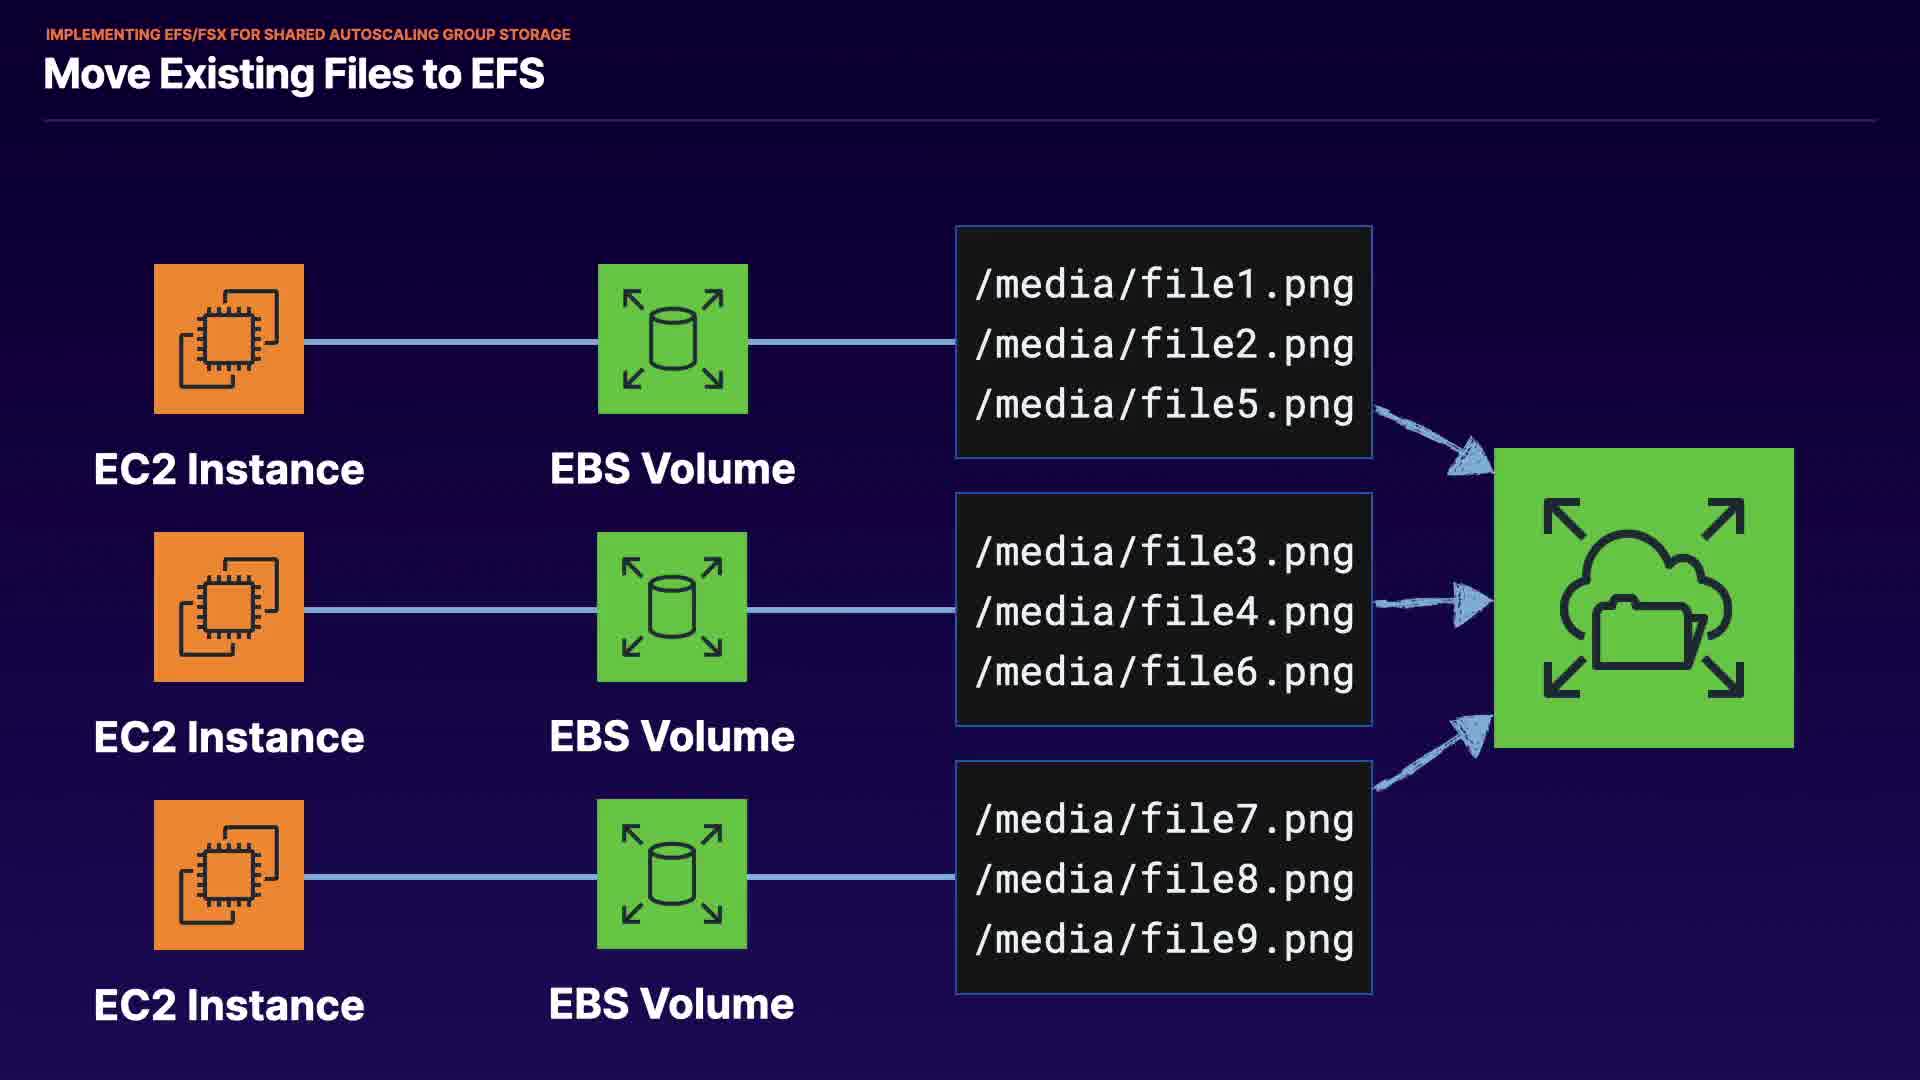 IMPLEMENTING EFS/FSX FOR SHARED AUTOSCALING GROUP STORAGE
Move Existing Files to EFS
EC2 Instance
EBS Volume
/media/file1.png
/media/file2.png
/media/file5.png
EC2 Instance
EBS Volume
/media/file3.png
/media/file4.png
/media/file6.png
EC2 Instance
EBS Volume
/media/file7.png
/media/file8.png
/media/file9.png